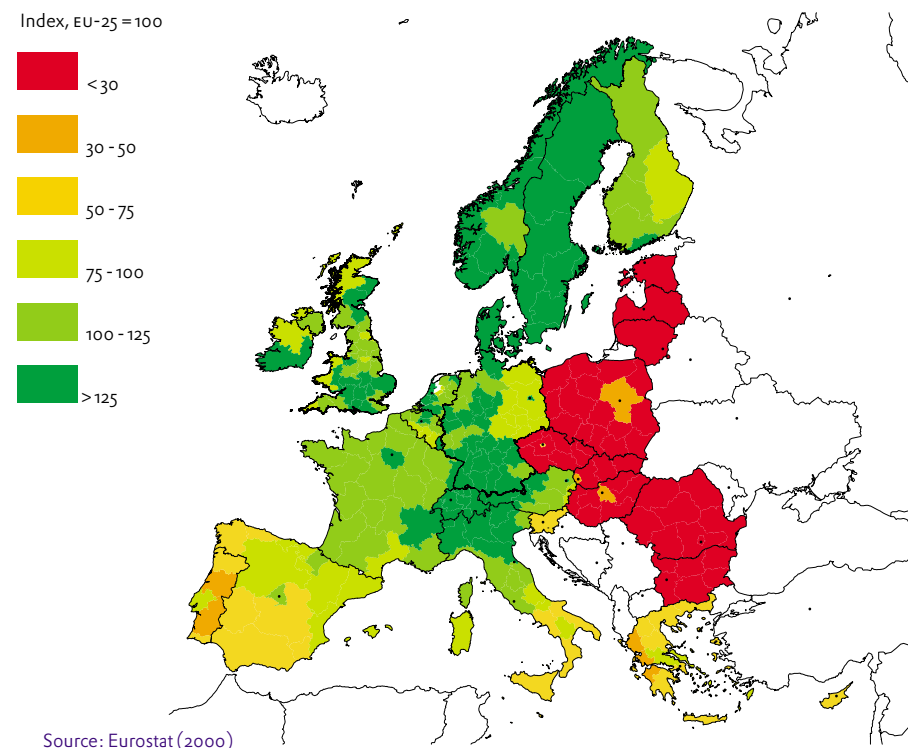 Index, EU-25 = 100
<30
30 - 50
50 - 75
75 - 100
100 - 125
>125
Source: Eurostat (2000)